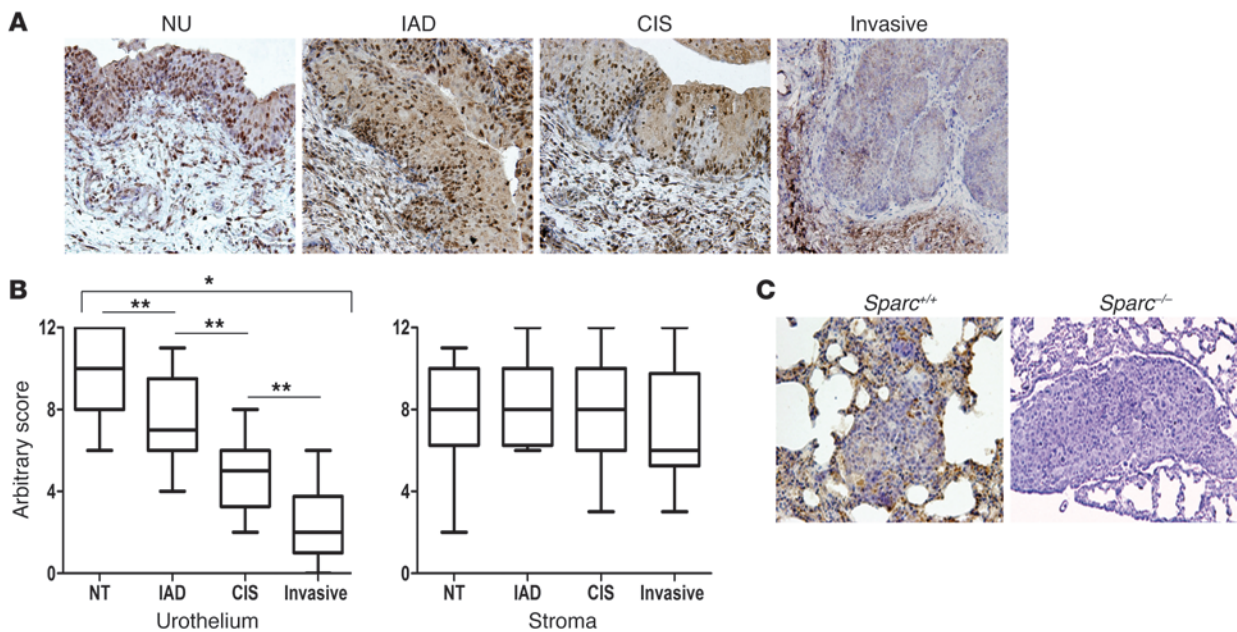 A
NU IAD CIS Invasive
B
*
** ** **
Arbitrary score
12
8
4
0
NT IAD CIS Invasive
Urothelium
12
8
4
0
NT IAD CIS Invasive
Stroma
C
Sparc+/+ Sparc–/–